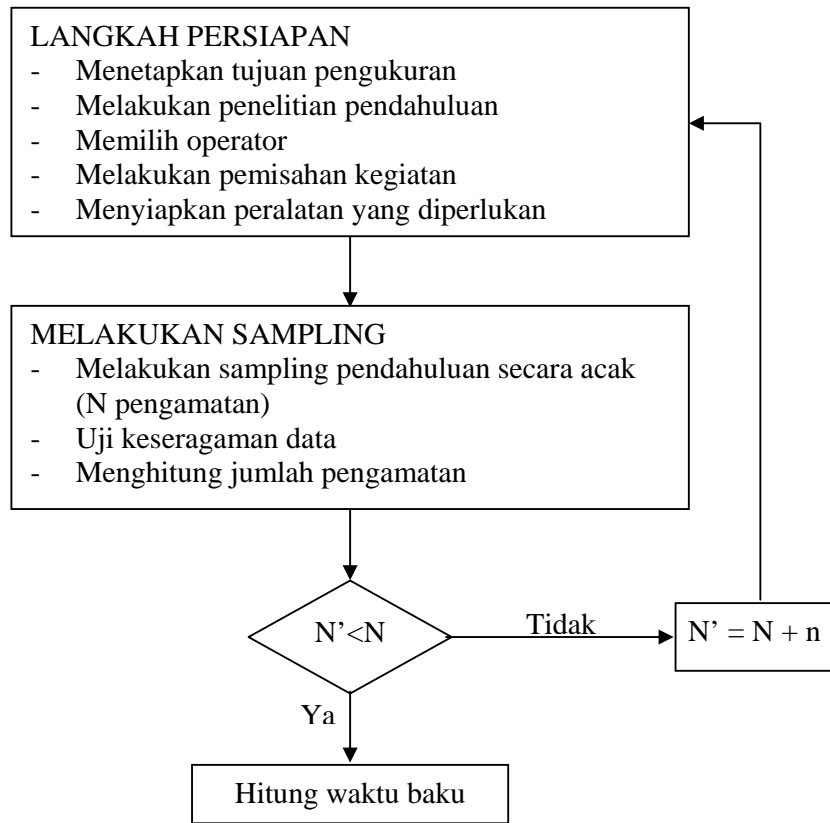 LANGKAH PERSIAPAN
- Menetapkan tujuan pengukuran
- Melakukan penelitian pendahuluan
- Memilih operator
- Melakukan pemisahan kegiatan
- Menyiapkan peralatan yang diperlukan
MELAKUKAN SAMPLING
- Melakukan sampling pendahuluan secara acak
(N pengamatan)
- Uji keseragaman data
- Menghitung jumlah pengamatan
N’<N
Tidak
N’ = N + n
Ya
Hitung waktu baku